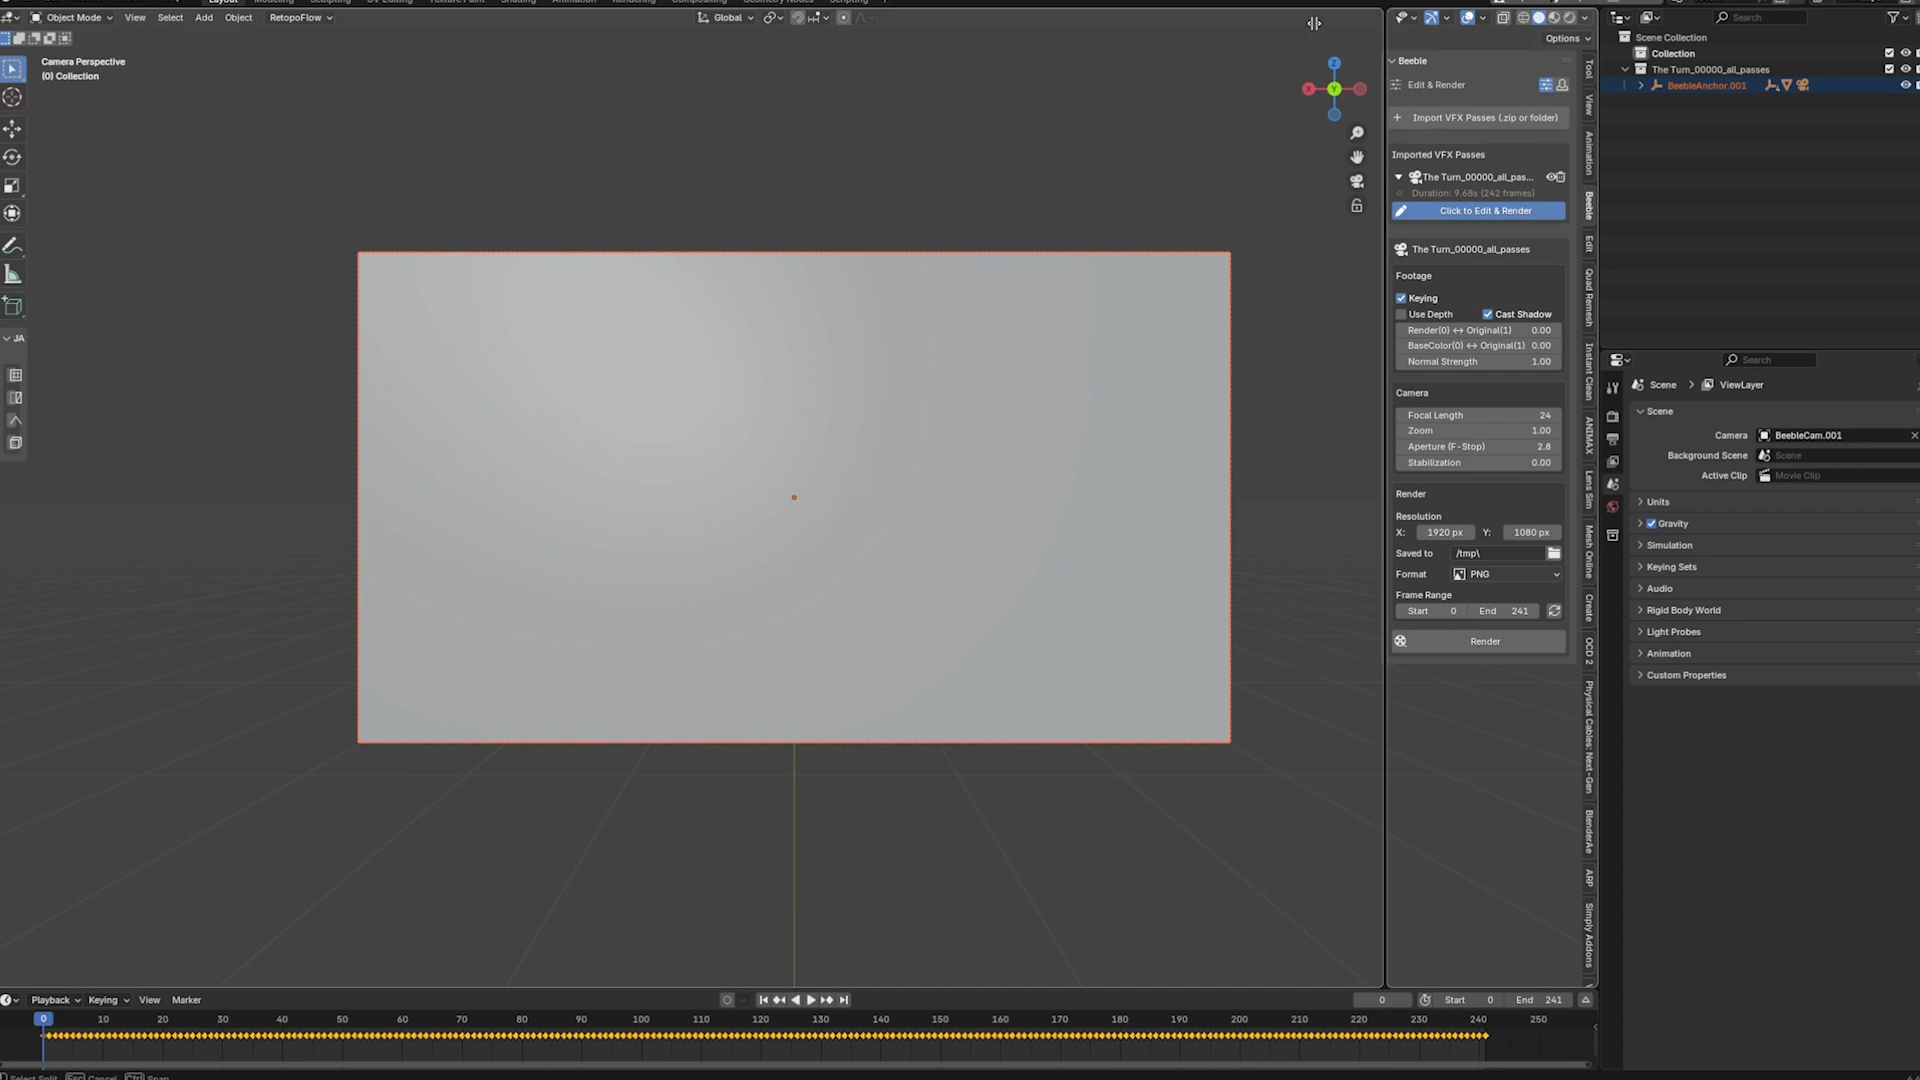 Object Mode View Select Add Object RetopoFlow Global Search
Options
Camera Perspective
(0) Collection
Z
X
Y
JA
Beeble
Edit & Render
Import VFX Passes (.zip or folder)
Imported VFX Passes
The Turn_00000_all_pas...
Duration: 9.68s (242 frames)
Click to Edit & Render
The Turn_00000_all_passes
Footage
Keying
Use Depth Cast Shadow
Render(0) ↔ Original(1) 0.00
BaseColor(0) ↔ Original(1) 0.00
Normal Strength 1.00
Camera
Focal Length 24
Zoom 1.00
Aperture (F-Stop) 2.8
Stabilization 0.00
Render
Resolution
X: 1920 px Y: 1080 px
Saved to /tmp\
Format PNG
Frame Range
Start 0 End 241
Render
Tool
View
Animation
Beeble
Edit
Quad Remesh
Instant Clean
ANIMAX
Lens Sim
Mesh Online
Create
OCD 2
Physical Cables: Next-Gen
BlenderAe
ARP
Simply Addons
Scene Collection
Collection
The Turn_00000_all_passes
BeebleAnchor.001
Search
Scene > ViewLayer
Scene
Camera BeebleCam.001
Background Scene Scene
Active Clip Movie Clip
Units
Gravity
Simulation
Keying Sets
Audio
Rigid Body World
Light Probes
Animation
Custom Properties
Playback Keying View Marker 0 Start 0 End 241
0 10 20 30 40 50 60 70 80 90 100 110 120 130 140 150 160 170 180 190 200 210 220 230 240 250